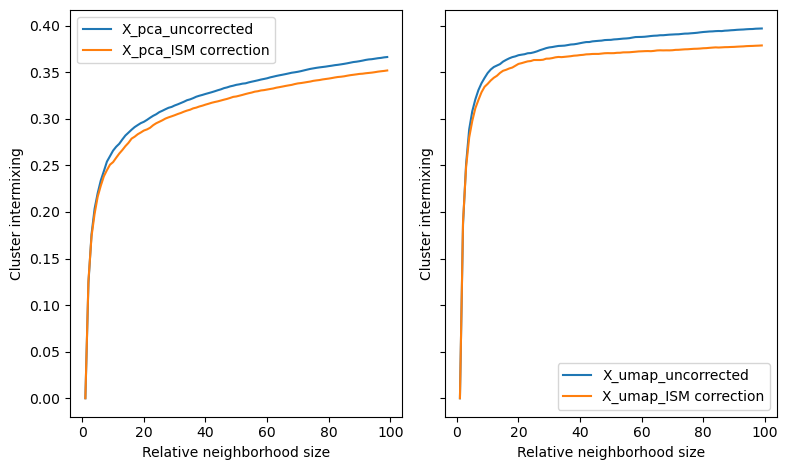 X_pca_uncorrected
X_pca_ISM correction
0.40
0.35
0.30
0.25
0.20
0.15
0.10
0.05
0.00
Cluster intermixing
0 20 40 60 80 100
Relative neighborhood size
Cluster intermixing
X_umap_uncorrected
X_umap_ISM correction
0 20 40 60 80 100
Relative neighborhood size